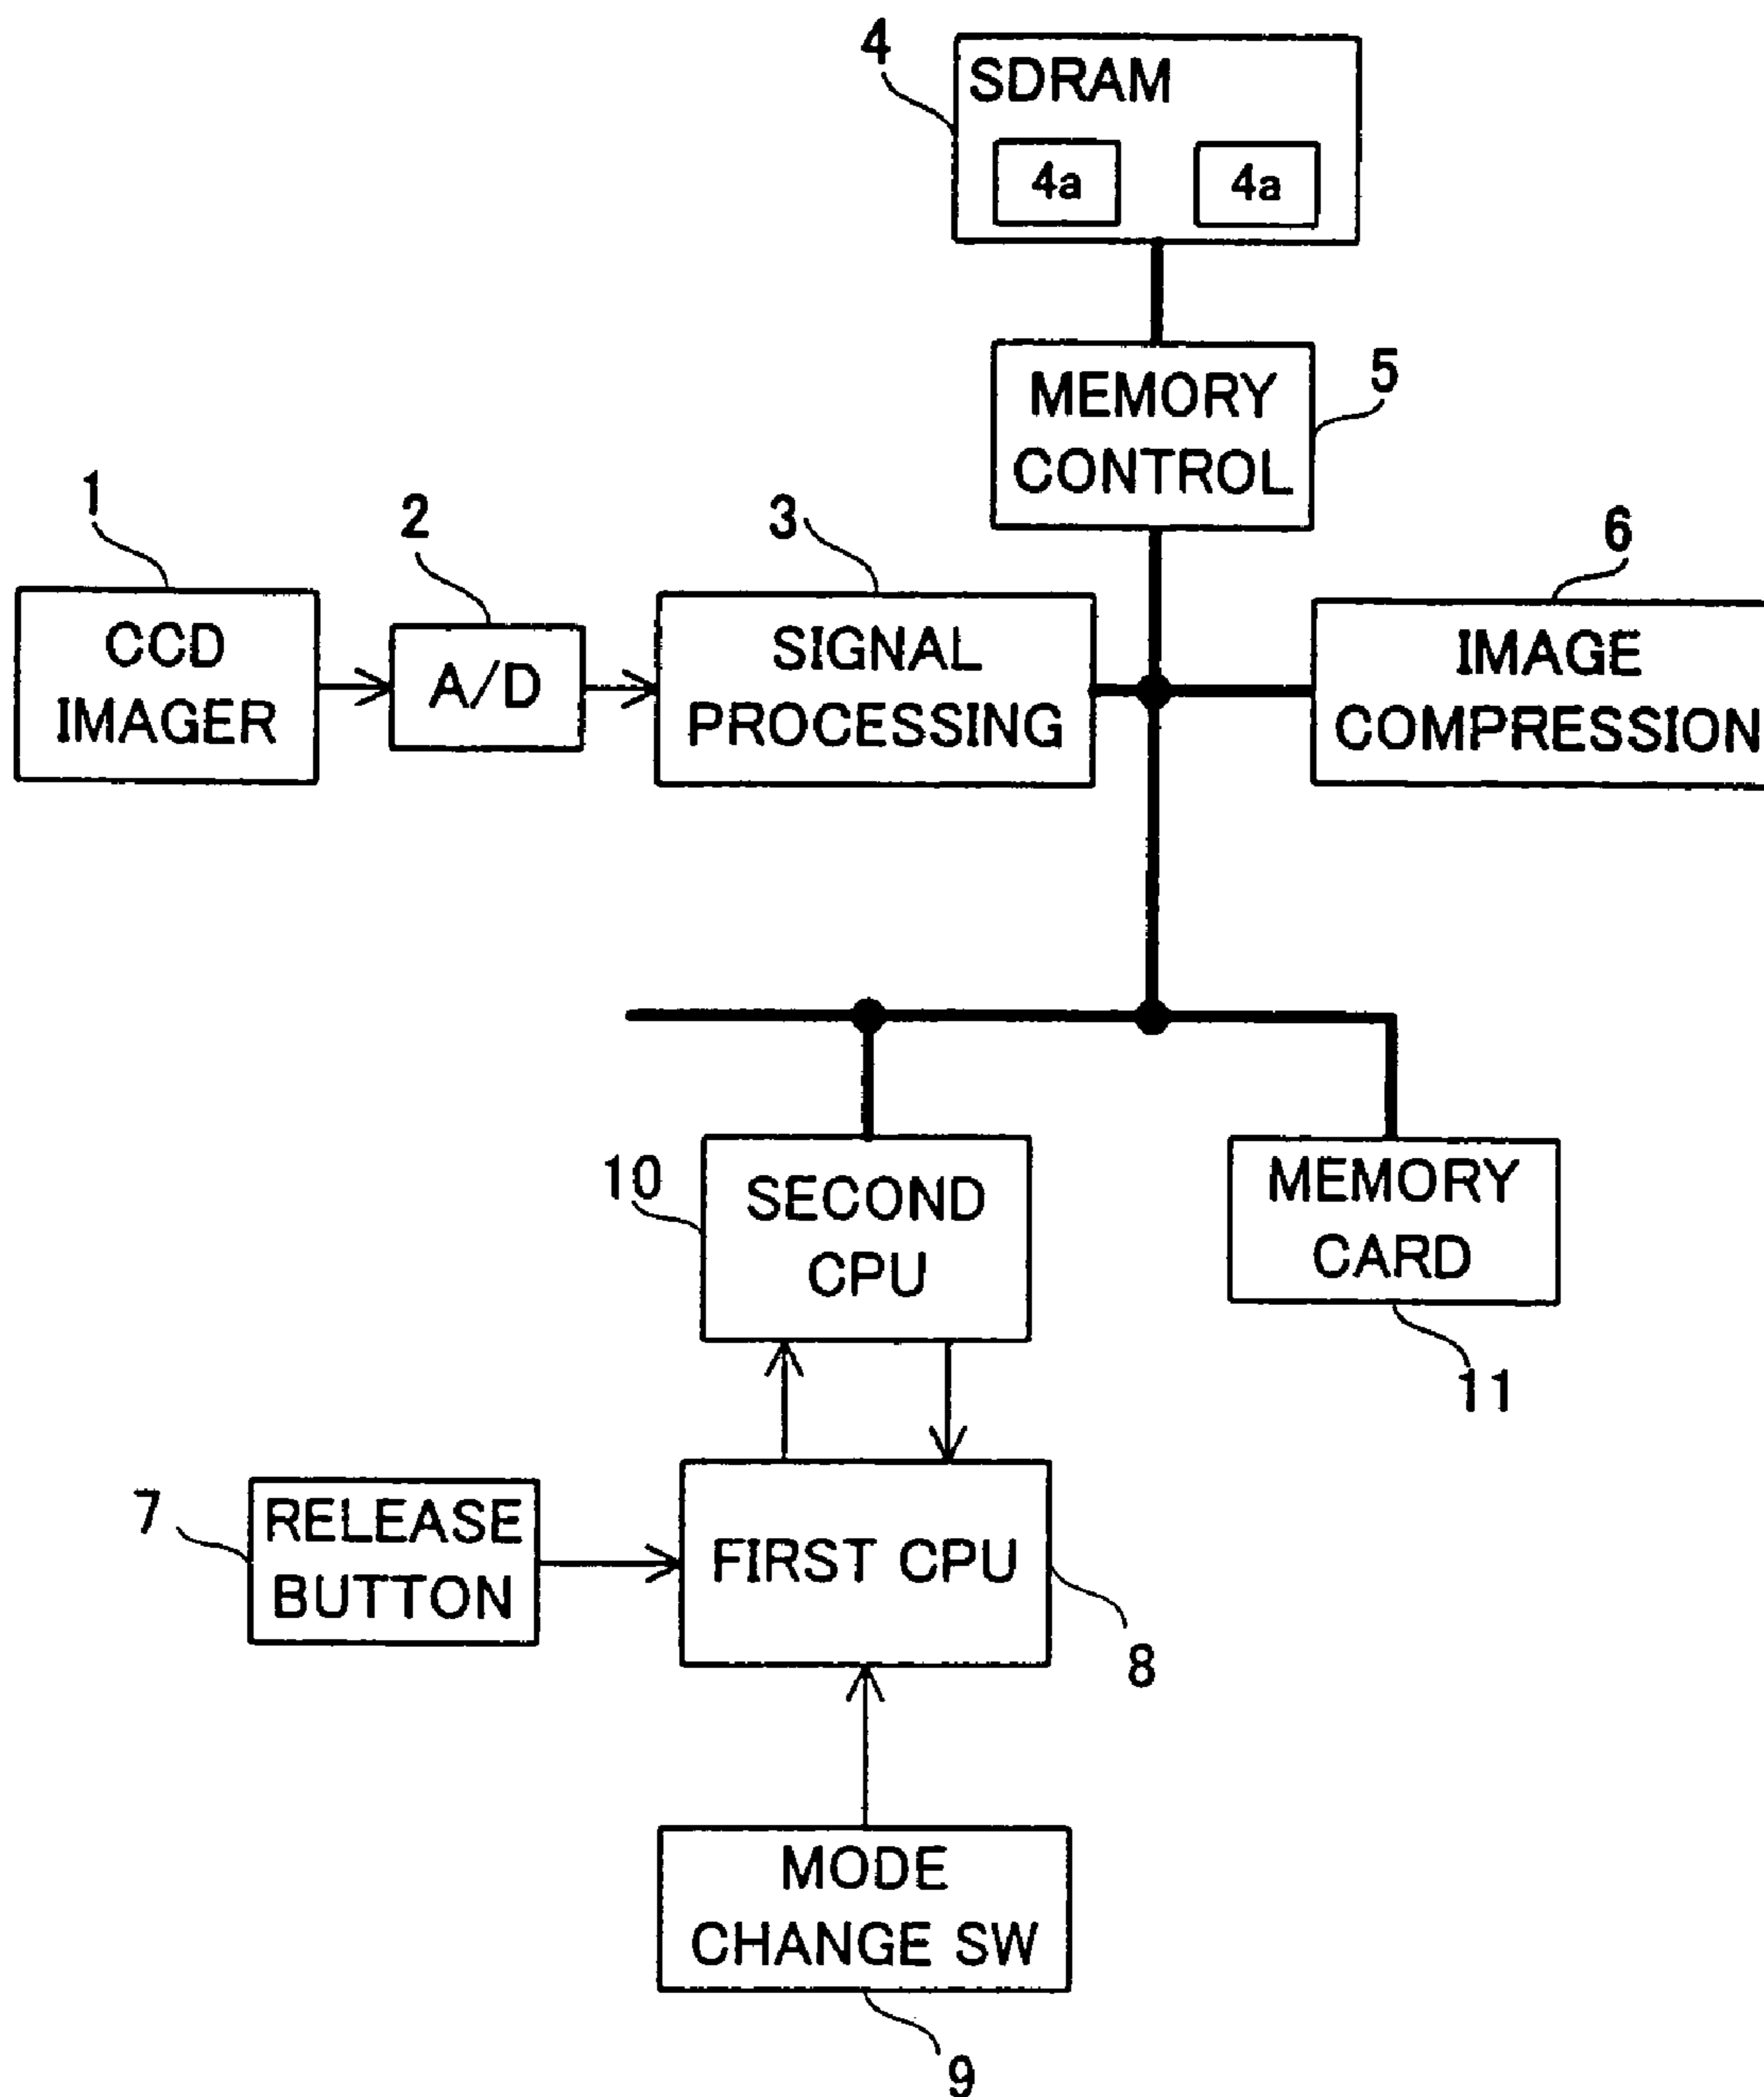 4
SDRAM
4a
4a
5
MEMORY
CONTROL
1
2
3
6
CCD
IMAGER
A/D
SIGNAL
PROCESSING
IMAGE
COMPRESSION
10
SECOND
CPU
MEMORY
CARD
11
7
RELEASE
BUTTON
FIRST CPU
8
MODE
CHANGE SW
9